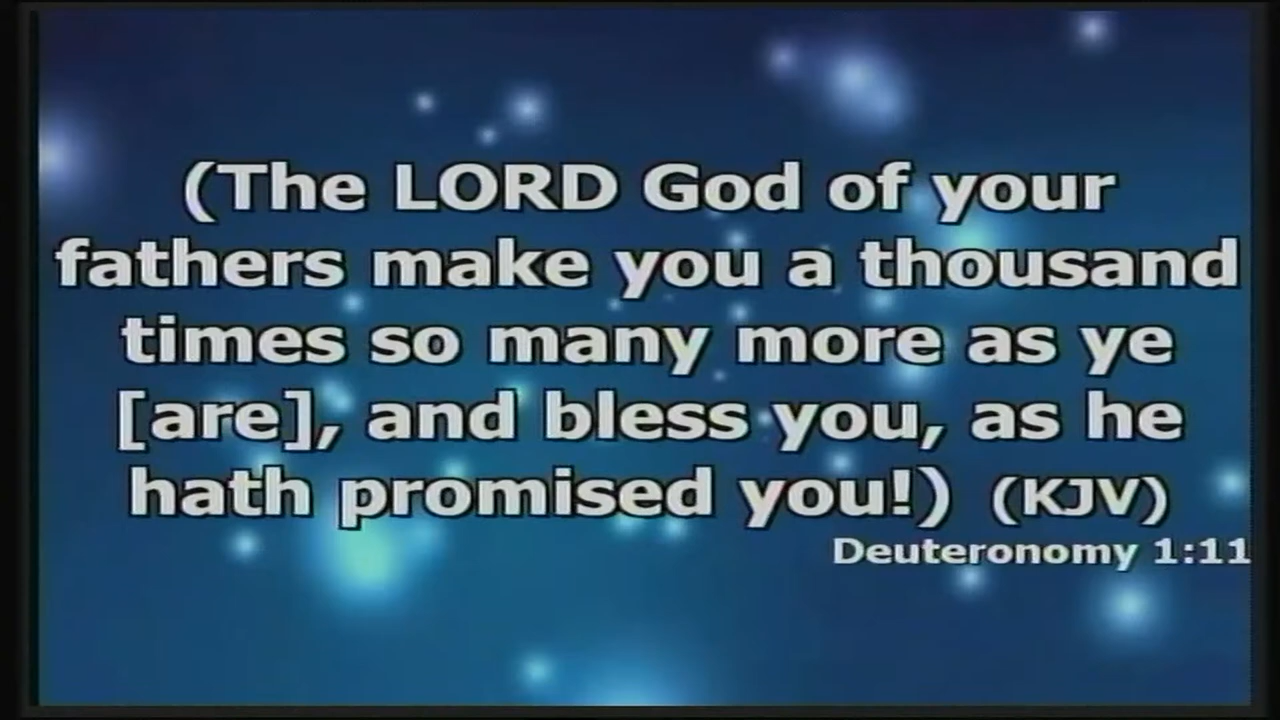 (The LORD God of your
fathers make you a thousand
times so many more as ye
[are], and bless you, as he
hath promised you!) (KJV)
Deuteronomy 1:11